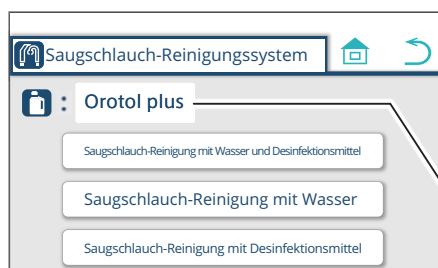 Saugschlauch-Reinigungssystem
: Orotol plus
Saugschlauch-Reinigung mit Wasser und Desinfektionsmittel
Saugschlauch-Reinigung mit Wasser
Saugschlauch-Reinigung mit Desinfektionsmittel